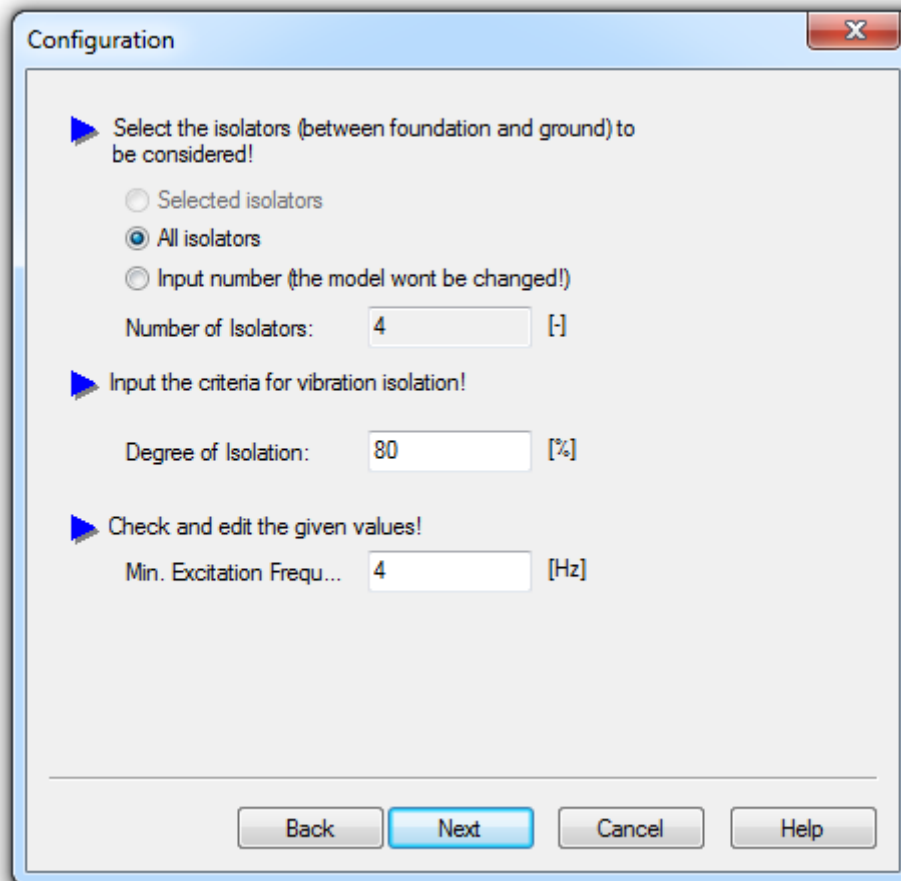 Configuration
Select the isolators (between foundation and ground) to
be considered!
Selected isolators
All isolators
Input number (the model wont be changed!)
Number of Isolators: 4 [-]
Input the criteria for vibration isolation!
Degree of Isolation: 80 [%]
Check and edit the given values!
Min. Excitation Frequ... 4 [Hz]
Back Next Cancel Help